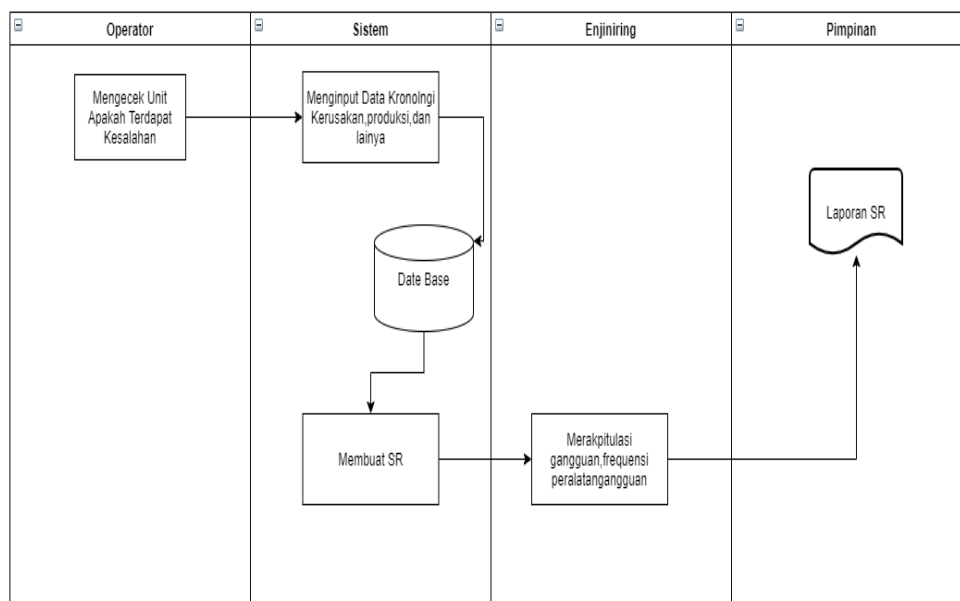 Operator
Sistem
Enjiniring
Pimpinan
Mengecek Unit
Apakah Terdapat
Kesalahan
Menginput Data Kronolngi
Kerusakan,produksi,dan
lainya
Laporan SR
Date Base
Membuat SR
Merakpitulasi
gangguan,frequensi
peralatangangguan